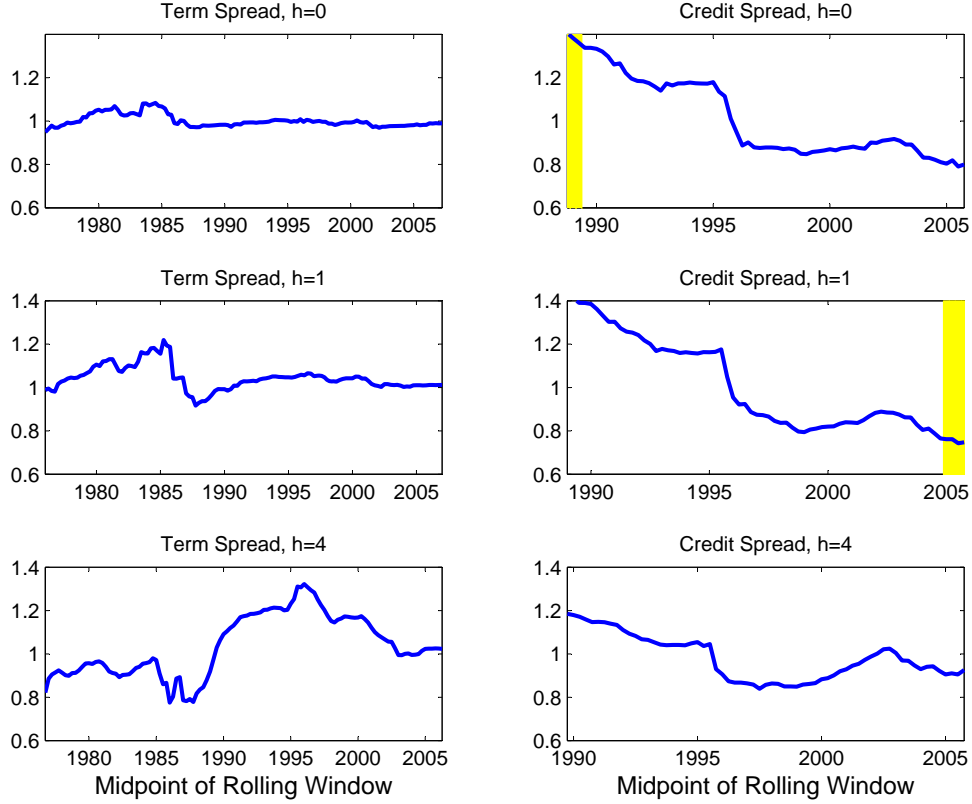 Term Spread, h=0
1.2
1
0.8
0.6
1980 1985 1990 1995 2000 2005
Credit Spread, h=0
1.2
1
0.8
0.6
1990 1995 2000 2005
Term Spread, h=1
1.4
1.2
1
0.8
0.6
1980 1985 1990 1995 2000 2005
Credit Spread, h=1
1.4
1.2
1
0.8
0.6
1990 1995 2000 2005
Term Spread, h=4
1.4
1.2
1
0.8
0.6
1980 1985 1990 1995 2000 2005
Midpoint of Rolling Window
Credit Spread, h=4
1.4
1.2
1
0.8
0.6
1990 1995 2000 2005
Midpoint of Rolling Window